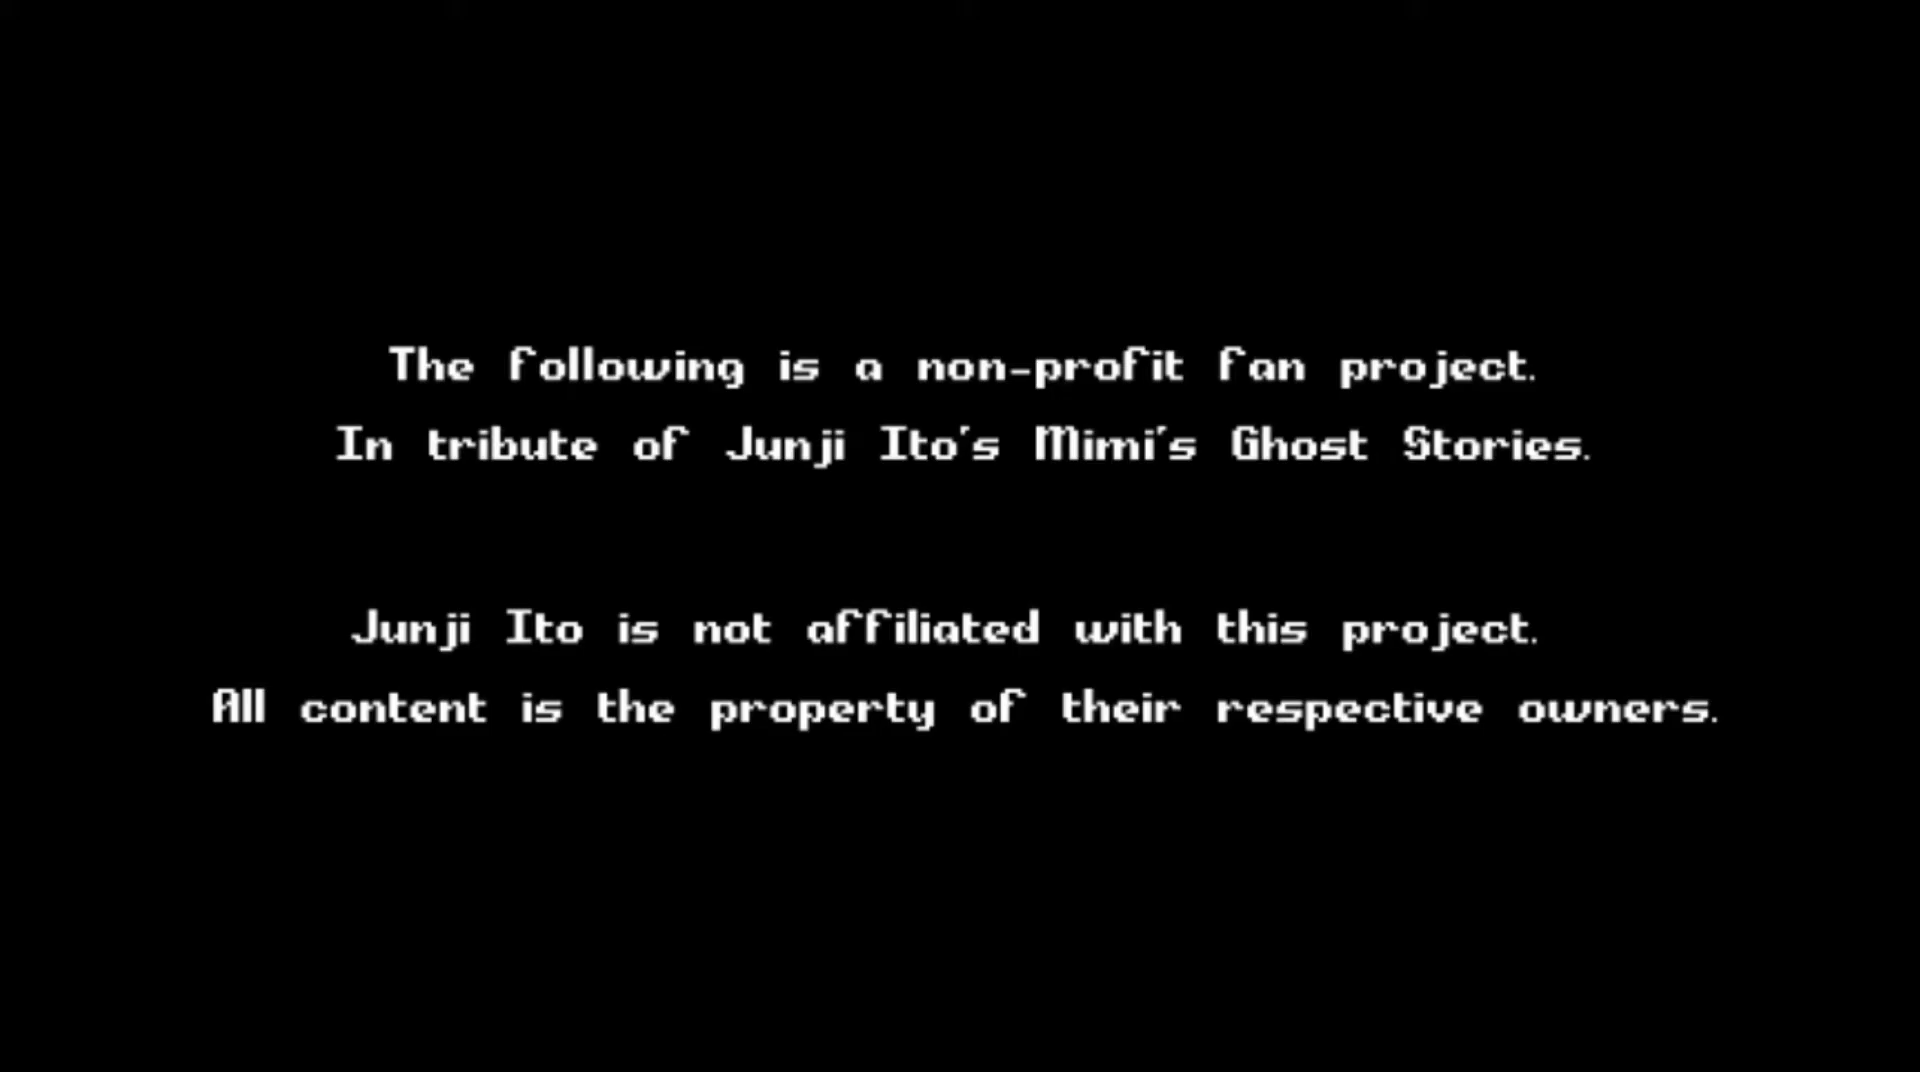 The following is a non-profit fan project.
In tribute of Junji Ito's Mimi's Ghost Stories.
Junji Ito is not affiliated with this project.
All content is the property of their respective owners.